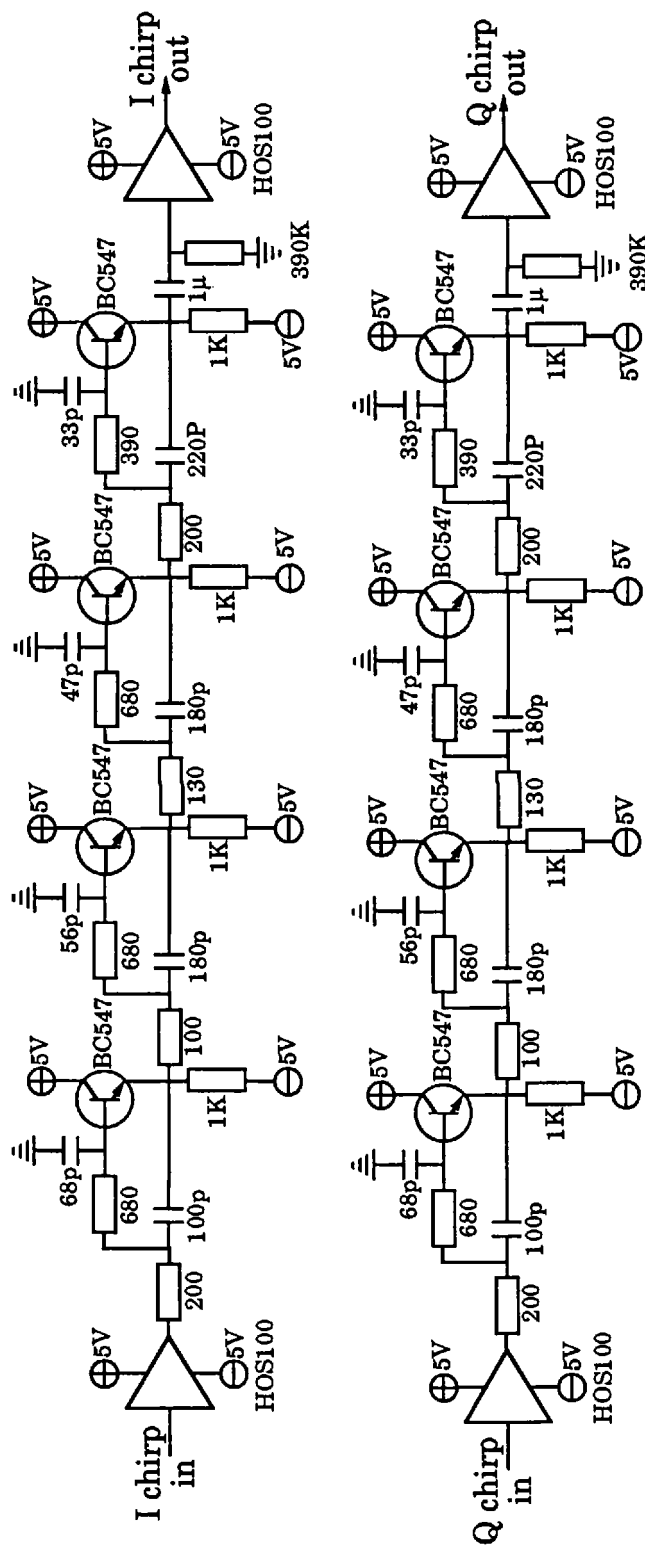 I chirp
in
5V
5V
HOS100
200
68p
680
100p
5V
BC547
1K
5V
100
56p
680
180p
5V
BC547
1K
5V
130
47p
680
180p
5V
BC547
1K
5V
200
33p
390
220P
5V
BC547
1K
5V
1μ
390K
5V
5V
HOS100
I chirp
out
Q chirp
in
5V
5V
HOS100
200
68p
680
100p
5V
BC547
1K
5V
100
56p
680
180p
5V
BC547
1K
5V
130
47p
680
180p
5V
BC547
1K
5V
200
33p
390
220P
5V
BC547
1K
5V
1μ
390K
5V
5V
HOS100
Q chirp
out